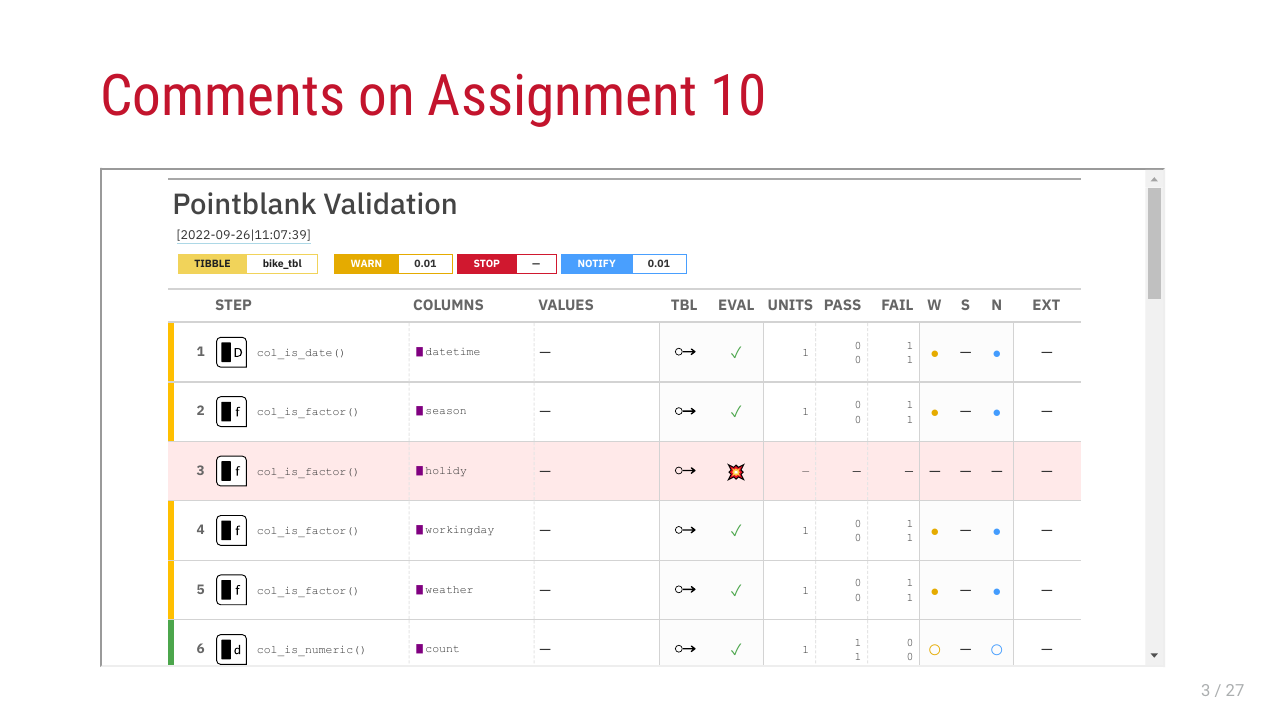 Comments on Assignment 10
Pointblank Validation
[2022-09-26|11:07:39]
TIBBLE bike_tbl WARN 0.01 STOP — NOTIFY 0.01
STEP COLUMNS VALUES TBL EVAL UNITS PASS FAIL W S N EXT
1 D col_is_date() datetime — ✓ 1 0 0 1 1 — —
2 f col_is_factor() season — ✓ 1 0 0 1 1 — —
3 f col_is_factor() holidy — — — — — — — —
4 f col_is_factor() workingday — ✓ 1 0 0 1 1 — —
5 f col_is_factor() weather — ✓ 1 0 0 1 1 — —
6 d col_is_numeric() count — ✓ 1 1 1 0 0 — —
3 / 27